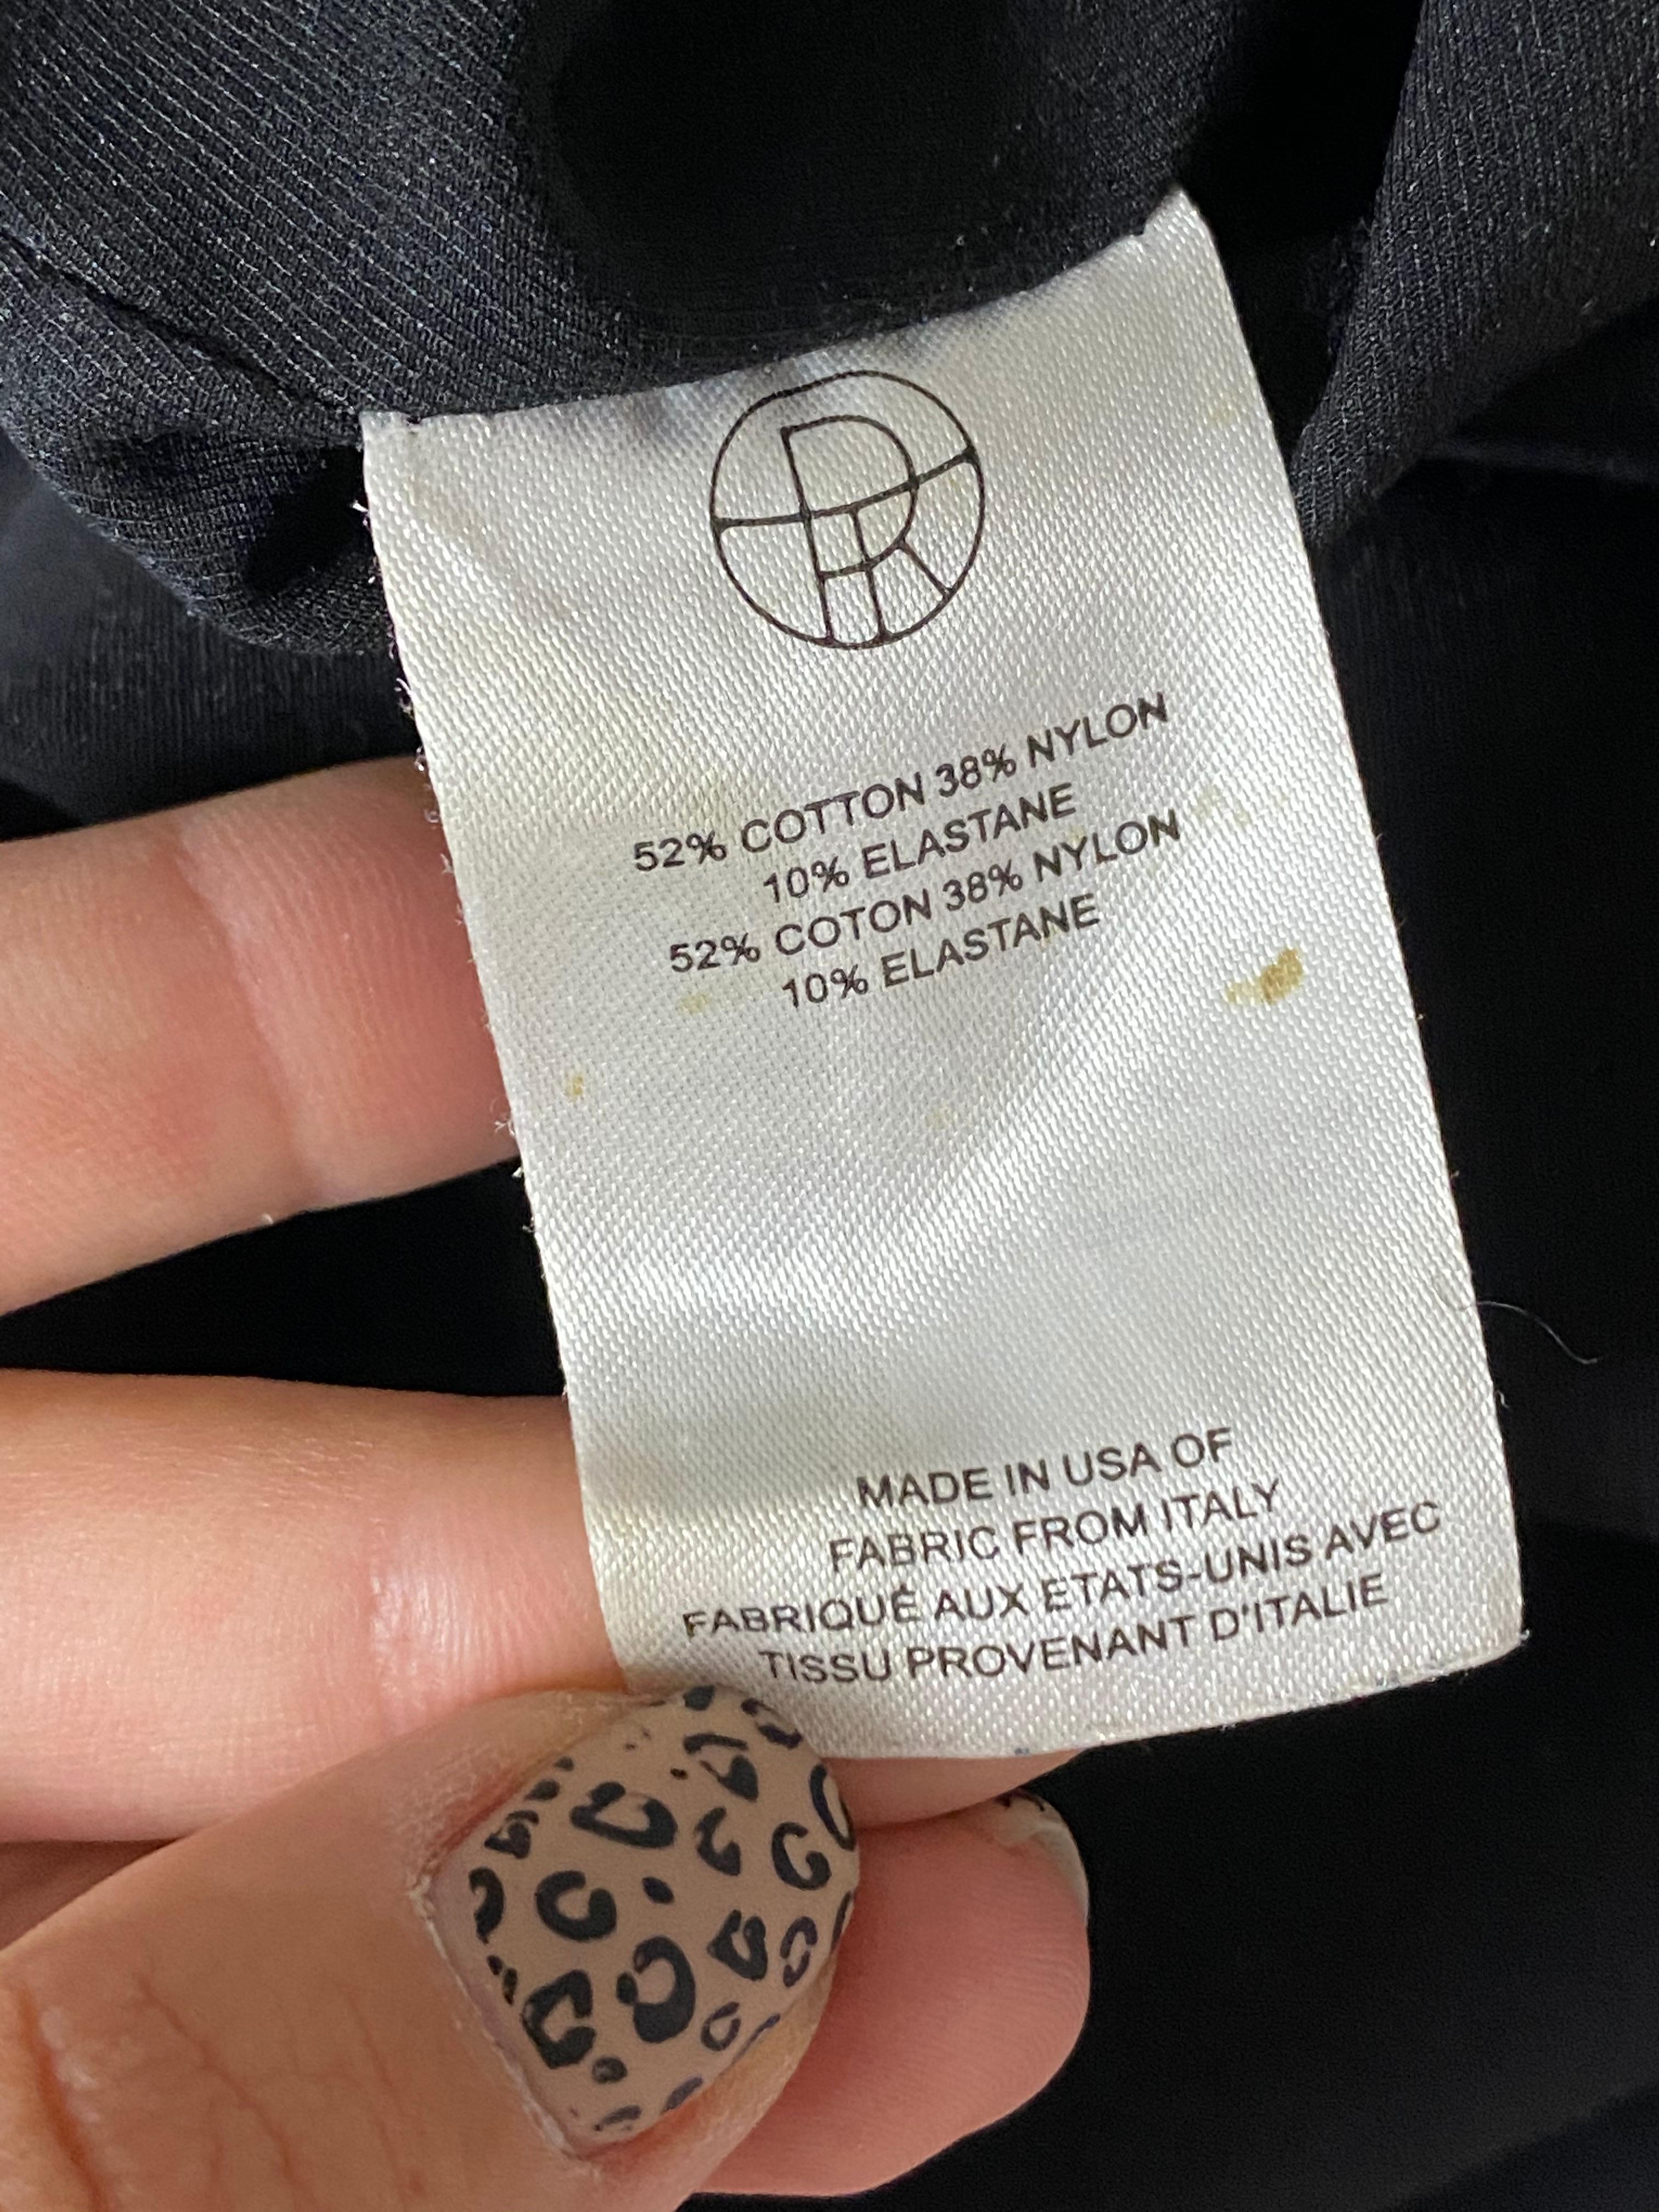 52% COTTON 38% NYLON
10% ELASTANE
52% COTON 38% NYLON
10% ELASTANE
MADE IN USA OF
FABRIC FROM ITALY
FABRIQUÉ AUX ETATS-UNIS AVEC
TISSU PROVENANT D'ITALIE